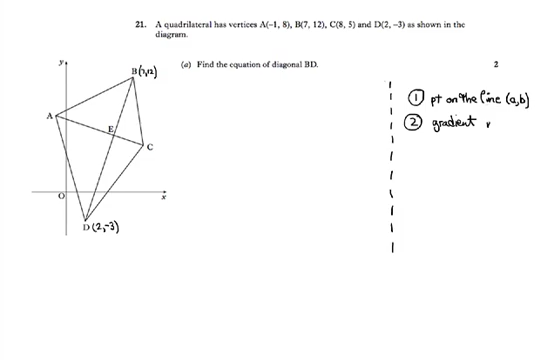 21. A quadrilateral has vertices A(−1, 8), B(7, 12), C(8, 5) and D(2, −3) as shown in the
diagram.
(a) Find the equation of diagonal BD. 2
y
B(7,12)
① pt on the line (a,b)
② gradient
A
E
C
O
x
D(2,-3)